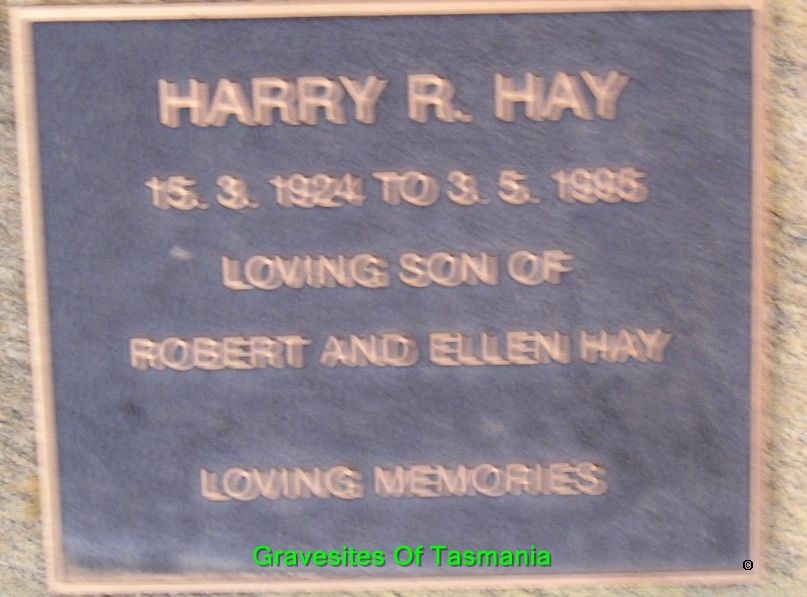 HARRY R. HAY
15. 3. 1924 TO 3. 5. 1995
LOVING SON OF
ROBERT AND ELLEN HAY
LOVING MEMORIES
Gravesites Of Tasmania
©